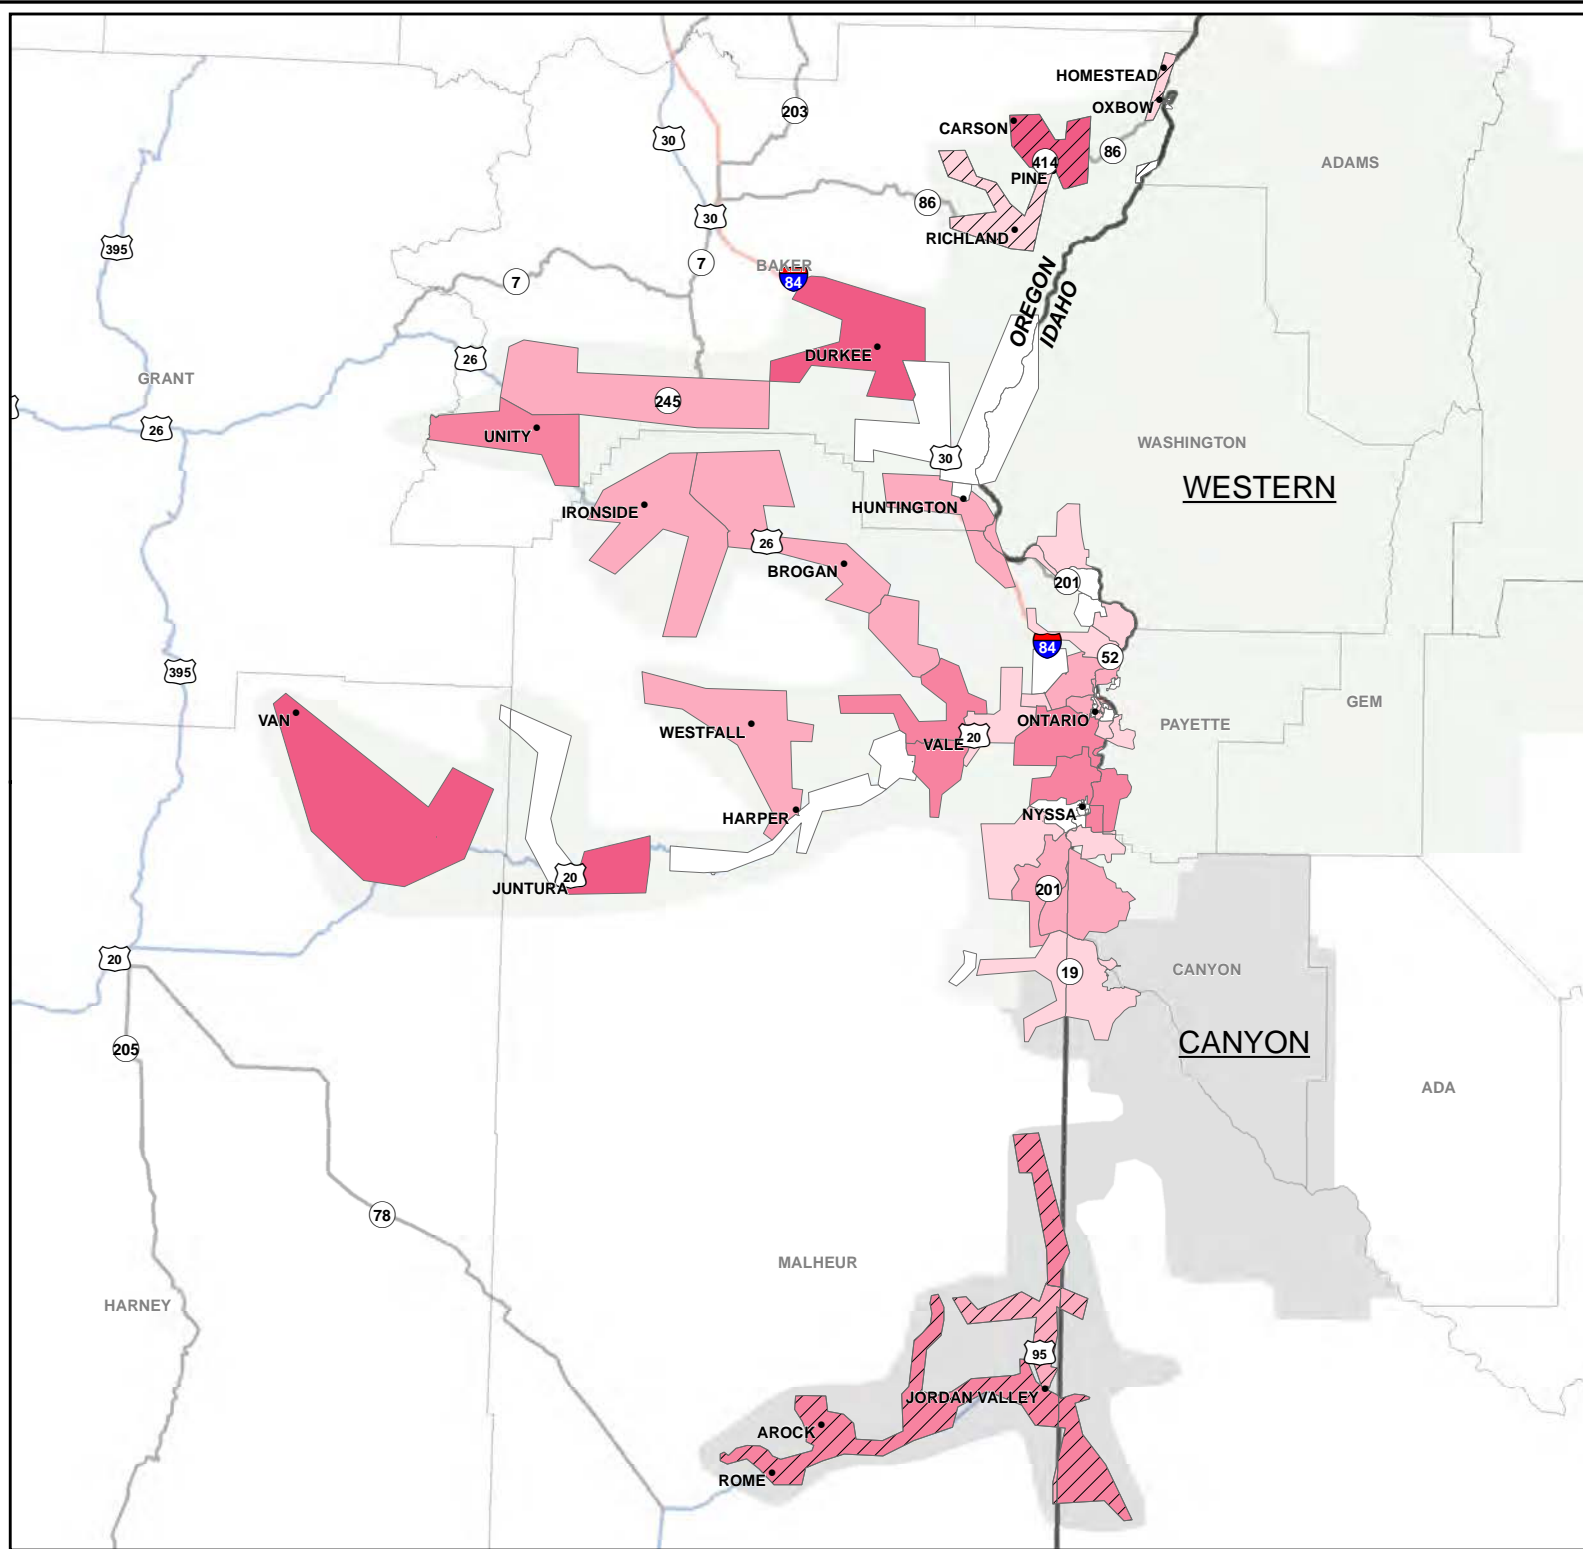 HOMESTEAD
OXBOW
203
CARSON
30
86
414
ADAMS
PINE
86
30
RICHLAND
395
7
BAKER
7
84
OREGON
IDAHO
DURKEE
26
GRANT
245
26
UNITY
WASHINGTON
30
WESTERN
HUNTINGTON
IRONSIDE
26
BROGAN
201
84
52
395
GEM
VAN
ONTARIO
PAYETTE
WESTFALL
20
VALE
HARPER
NYSSA
20
JUNTURA
201
20
19
CANYON
CANYON
205
ADA
78
MALHEUR
HARNEY
95
JORDAN VALLEY
AROCK
ROME